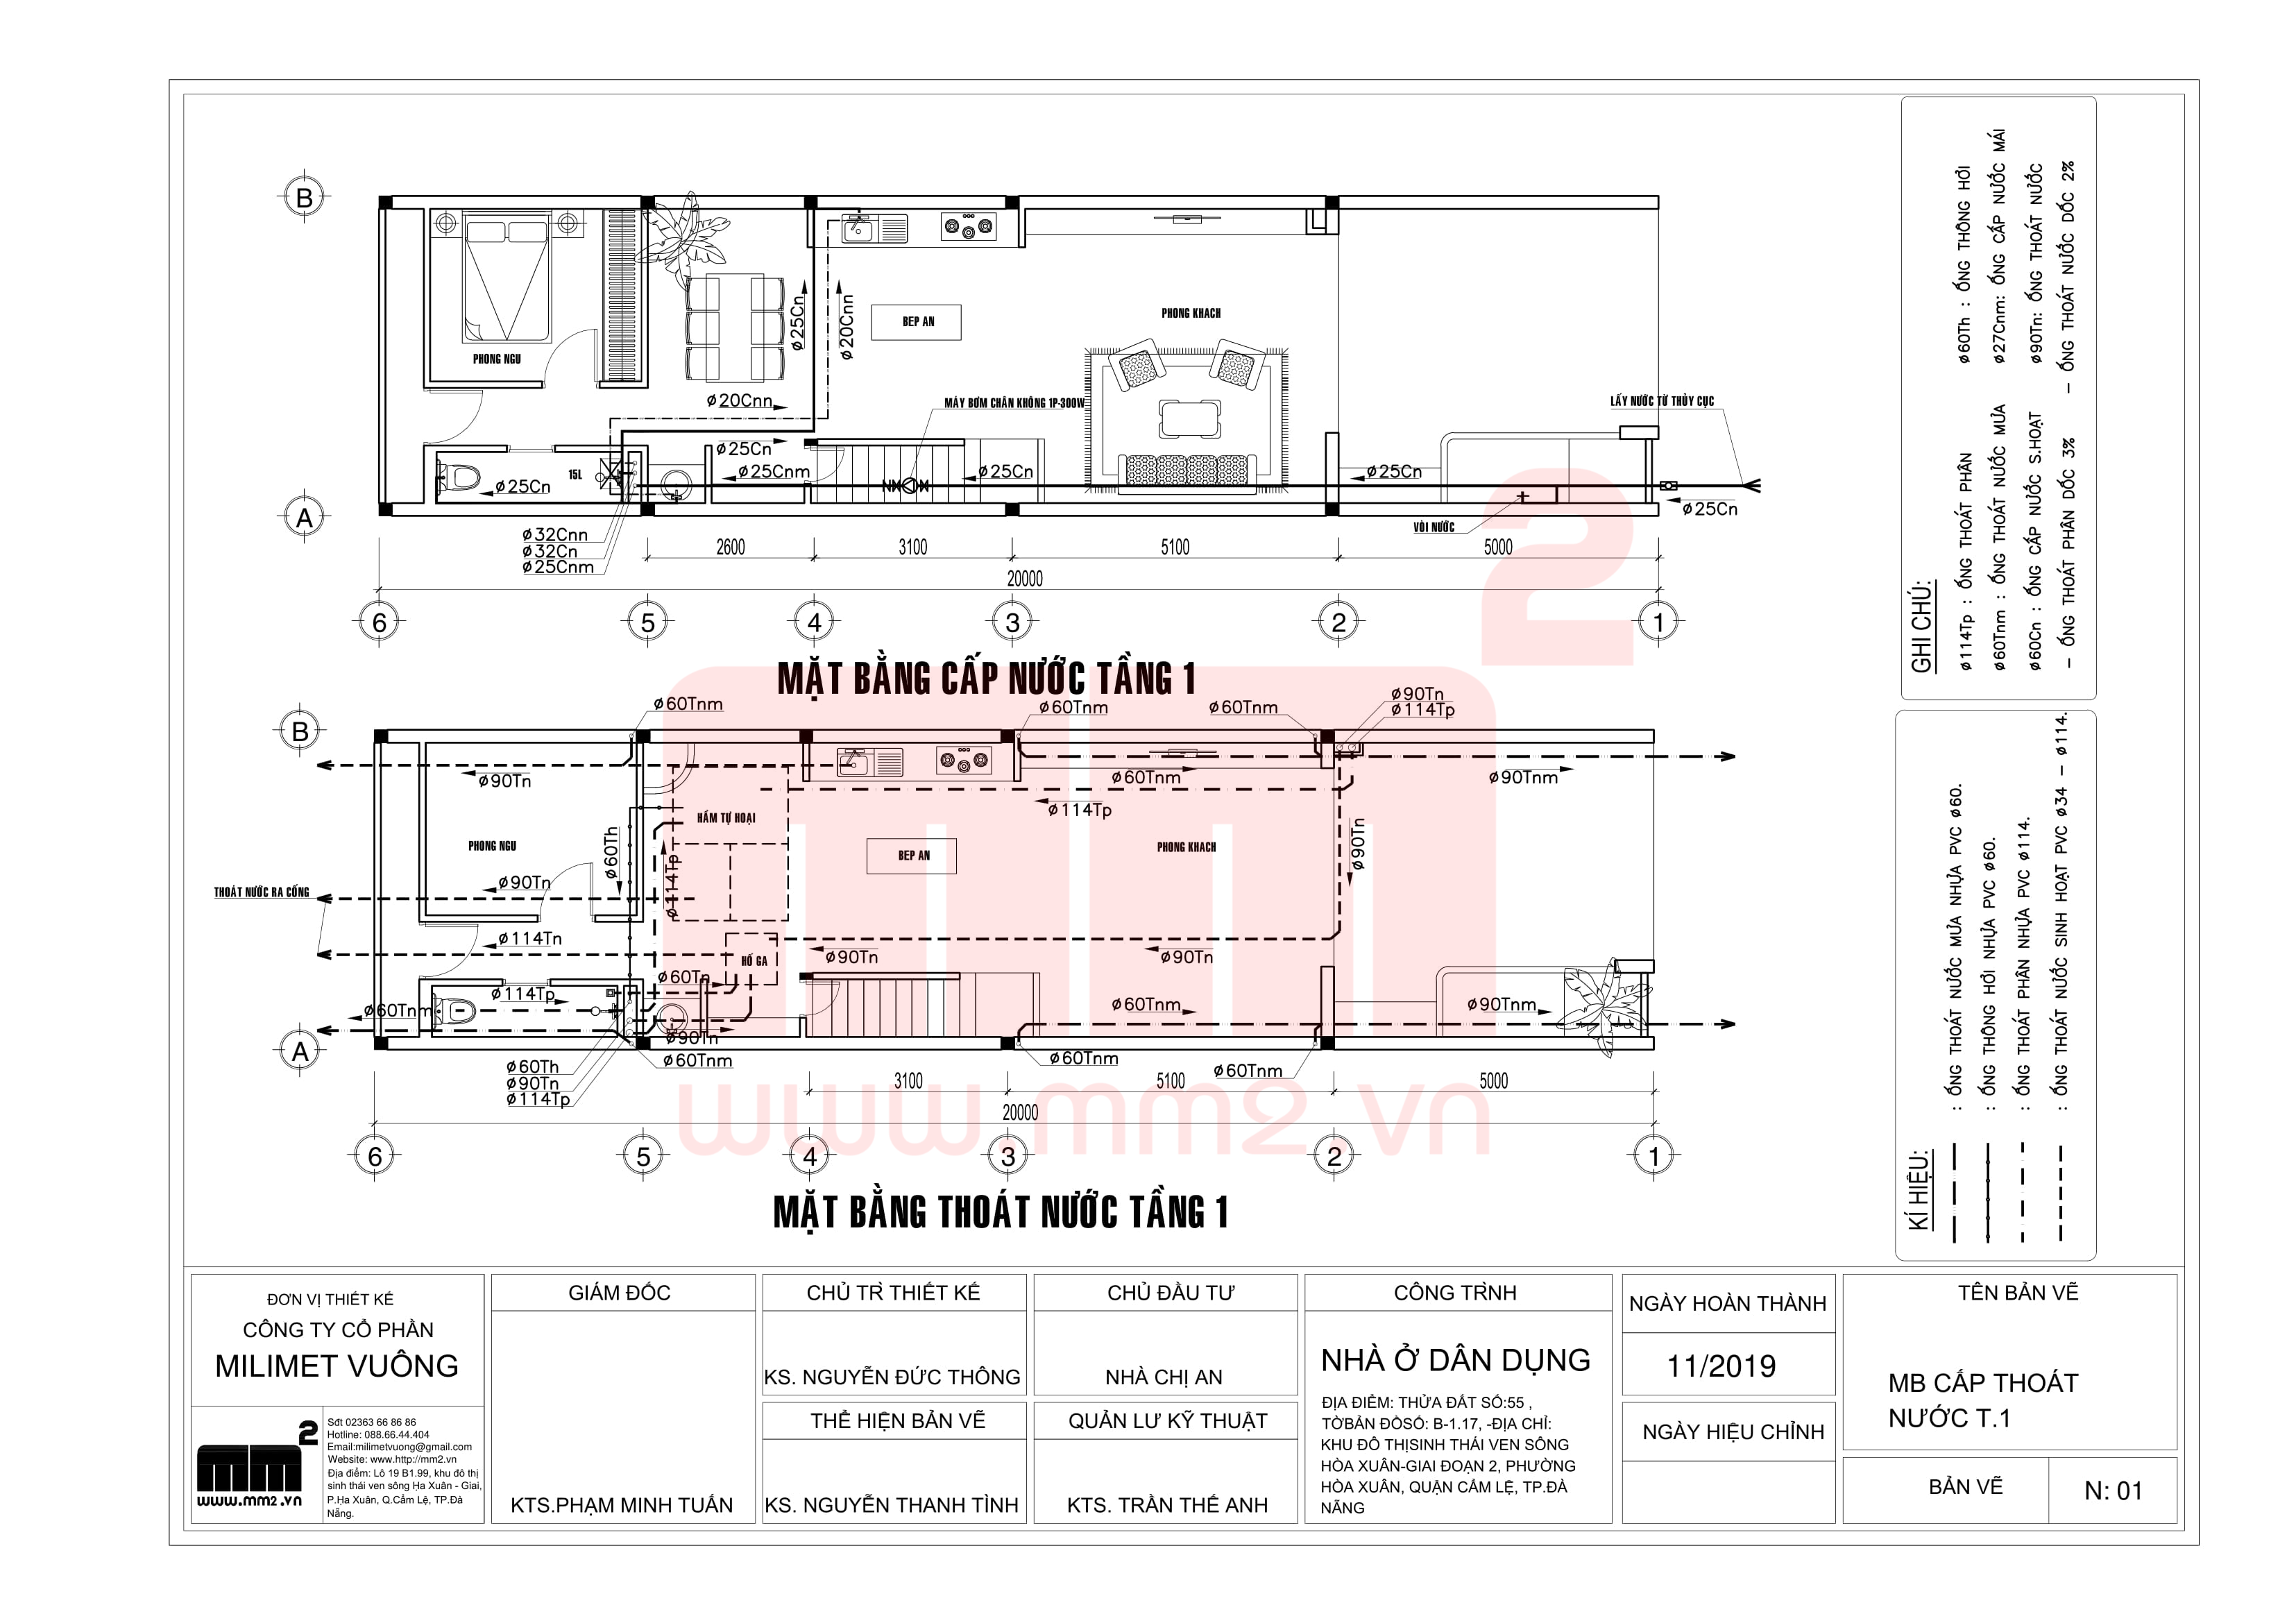 B
PHONG NGU
ø25Cn
ø20Cnn
BEP AN
PHONG KHACH
ø20Cnn
MÁY BƠM CHÂN KHÔNG 1P-300W
LẤY NƯỚC TỪ THỦY CỤC
15L
ø25Cn
ø25Cn
ø25Cnm
ø25Cn
ø25Cn
ø25Cn
A
VÒI NƯỚC
ø32Cnn
ø32Cn
ø25Cnm
2600
3100
5100
5000
20000
6
5
4
3
2
1
MẶT BẰNG CẤP NƯỚC TẦNG 1
B
ø60Tnm
ø60Tnm
ø60Tnm
ø90Tn
ø114Tp
ø90Tn
ø60Tnm
ø90Tnm
ø114Tp
HẦM TỰ HOẠI
PHONG NGU
ø60Th
ø114Tp
BEP AN
PHONG KHACH
ø90Tn
THOÁT NƯỚC RA CỐNG
ø90Tn
ø114Tn
HỐ GA
ø90Tn
ø90Tn
ø60Tn
ø114Tp
ø60Tnm
ø60Tnm
ø90Tnm
ø90Tn
A
ø60Tnm
ø60Tnm
ø60Tnm
ø60Th
ø90Tn
ø114Tp
3100
5100
5000
20000
6
5
4
3
2
1
MẶT BẰNG THOÁT NƯỚC TẦNG 1
mm2
www.mm2.vn
GHI CHÚ:
ø114Tp : ỐNG THOÁT PHÂN
ø60Th : ỐNG THÔNG HƠI
ø60Tnm : ỐNG THOÁT NƯỚC MƯA
ø27Cnm: ỐNG CẤP NƯỚC MÁI
ø60Cn : ỐNG CẤP NƯỚC S.HOẠT
ø90Tn: ỐNG THOÁT NƯỚC
- ỐNG THOÁT PHÂN DỐC 3%
- ỐNG THOÁT NƯỚC DỐC 2%
KÍ HIỆU:
: ỐNG THOÁT NƯỚC MƯA NHỰA PVC ø60.
: ỐNG THÔNG HƠI NHỰA PVC ø60.
: ỐNG THOÁT PHÂN NHỰA PVC ø114.
: ỐNG THOÁT NƯỚC SINH HOẠT PVC ø34 - ø114.
ĐƠN VỊ THIẾT KẾ
CÔNG TY CỔ PHẦN
MILIMET VUÔNG
mm2
www.mm2.vn
Sđt 02363 66 86 86
Hotline: 088.66.44.404
Email:milimetvuong@gmail.com
Website: www.http://mm2.vn
Địa điểm: Lô 19 B1.99, khu đô thị
sinh thái ven sông Hạ Xuân - Giai,
P.Hạ Xuân, Q.Cẩm Lệ, TP.Đà
Nẵng.
GIÁM ĐỐC
KTS.PHẠM MINH TUẤN
CHỦ TRÌ THIẾT KẾ
KS. NGUYỄN ĐỨC THÔNG
THỂ HIỆN BẢN VẼ
KS. NGUYỄN THANH TÌNH
CHỦ ĐẦU TƯ
NHÀ CHỊ AN
QUẢN LƯ KỸ THUẬT
KTS. TRẦN THẾ ANH
CÔNG TRÌNH
NHÀ Ở DÂN DỤNG
ĐỊA ĐIỂM: THỬA ĐẤT SỐ:55 ,
TỜBẢN ĐỒSỐ: B-1.17, -ĐỊA CHỈ:
KHU ĐÔ THỊSINH THÁI VEN SÔNG
HÒA XUÂN-GIAI ĐOẠN 2, PHƯỜNG
HÒA XUÂN, QUẬN CẨM LỆ, TP.ĐÀ
NẴNG
NGÀY HOÀN THÀNH
11/2019
NGÀY HIỆU CHỈNH
TÊN BẢN VẼ
MB CẤP THOÁT
NƯỚC T.1
BẢN VẼ
N: 01